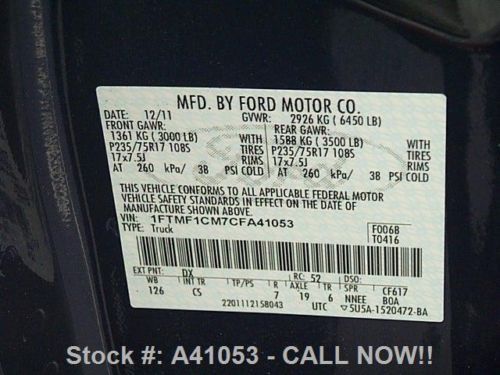 MFD. BY FORD MOTOR CO.
DATE: 12/11 GVWR: 2926 KG ( 6450 LB)
FRONT GAWR: REAR GAWR:
1361 KG ( 3000 LB) WITH 1588 KG ( 3500 LB) WITH
P235/75R17 108S TIRES P235/75R17 108S TIRES
17x7.5J RIMS 17x7.5J RIMS
AT 260 kPa/ 38 PSI COLD AT 260 kPa/ 38 PSI COLD
THIS VEHICLE CONFORMS TO ALL APPLICABLE FEDERAL MOTOR
VEHICLE SAFETY STANDARDS IN EFFECT ON THE DATE OF
MANUFACTURE SHOWN ABOVE.
VIN: 1FTMF1CM7CFA41053 F006B
TYPE: Truck T0416
EXT PNT: DX RC: 52 DSO: CF617
WB INT TR TP/PS R AXLE TR NNEE BOA
126 CS 7 19 6
2201112158043 UTC 5U5A-1520472-BA
Stock #: A41053 - CALL NOW!!